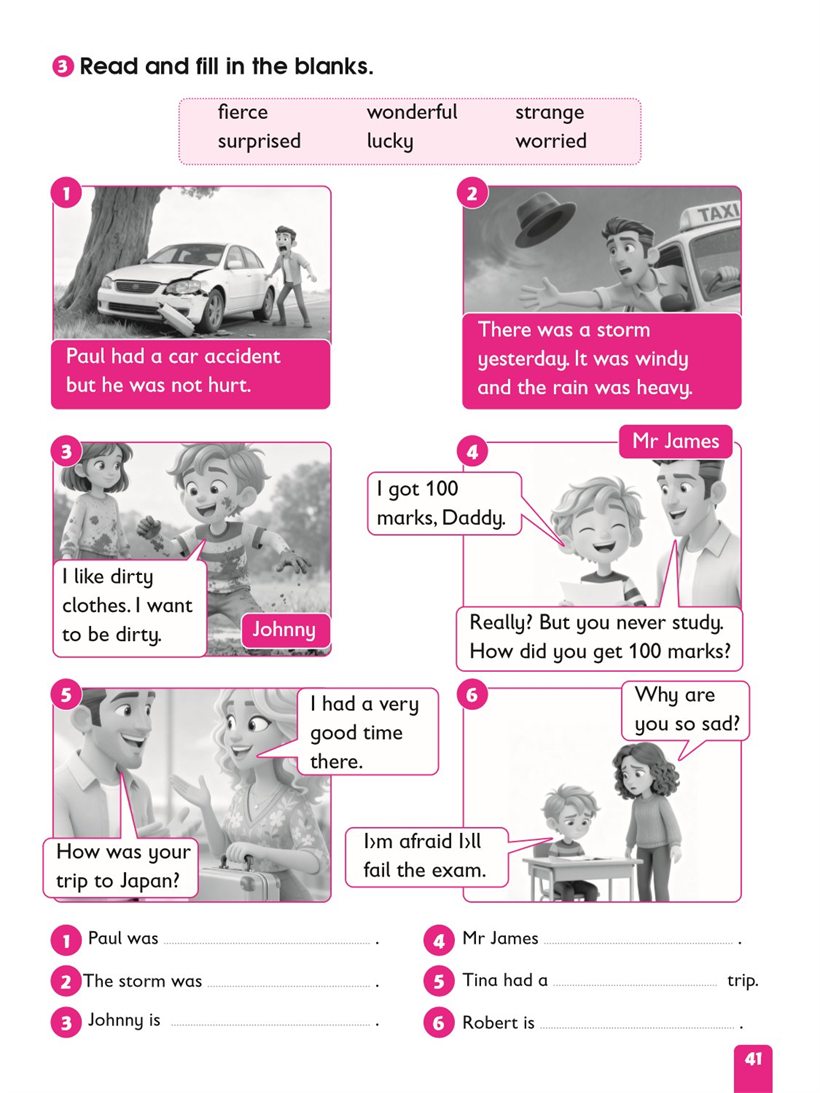 3 Read and fill in the blanks.
fierce wonderful strange
surprised lucky worried
1
Paul had a car accident
but he was not hurt.
2
TAXI
There was a storm
yesterday. It was windy
and the rain was heavy.
3
I like dirty
clothes. I want
to be dirty.
Johnny
4
Mr James
I got 100
marks, Daddy.
Really? But you never study.
How did you get 100 marks?
5
I had a very
good time
there.
How was your
trip to Japan?
6
Why are
you so sad?
I›m afraid I›ll
fail the exam.
1 Paul was .
2 The storm was .
3 Johnny is .
4 Mr James .
5 Tina had a trip.
6 Robert is .
41